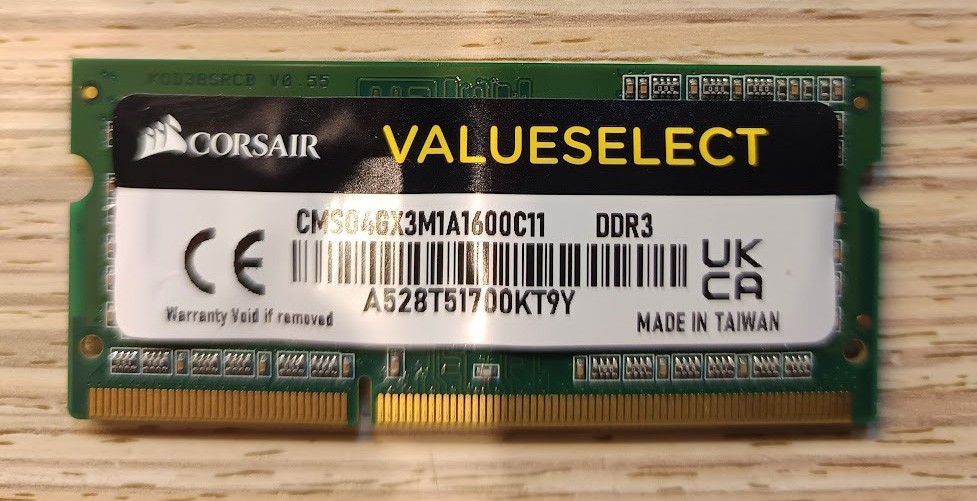 K0D38SRCB V0.55
CORSAIR
VALUESELECT
CMSO4GX3M1A1600C11 DDR3
CE
UK
CA
A528T51700KT9Y
Warranty Void if removed
MADE IN TAIWAN